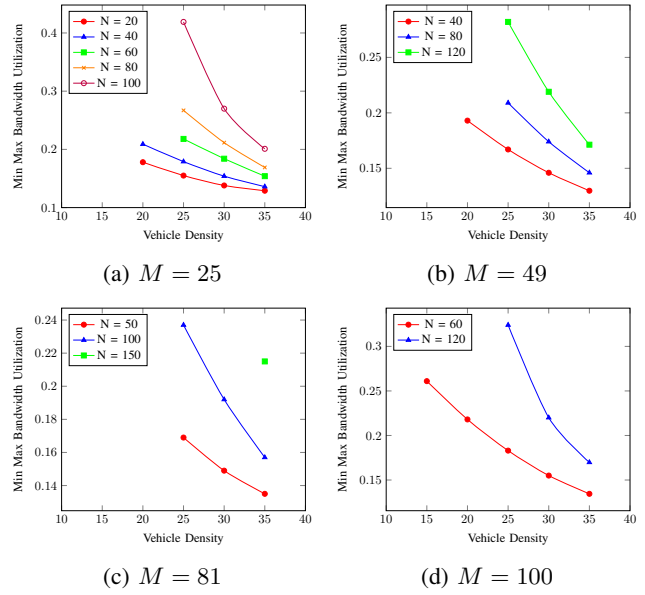 N = 20
N = 40
N = 60
N = 80
N = 100
0.4
0.3
0.2
0.1
10 15 20 25 30 35 40
Min Max Bandwidth Utilization
Vehicle Density
(a) M = 25
N = 40
N = 80
N = 120
0.25
0.2
0.15
10 15 20 25 30 35 40
Min Max Bandwidth Utilization
Vehicle Density
(b) M = 49
N = 50
N = 100
N = 150
0.24
0.22
0.2
0.18
0.16
0.14
10 15 20 25 30 35 40
Min Max Bandwidth Utilization
Vehicle Density
(c) M = 81
N = 60
N = 120
0.3
0.25
0.2
0.15
10 15 20 25 30 35 40
Min Max Bandwidth Utilization
Vehicle Density
(d) M = 100